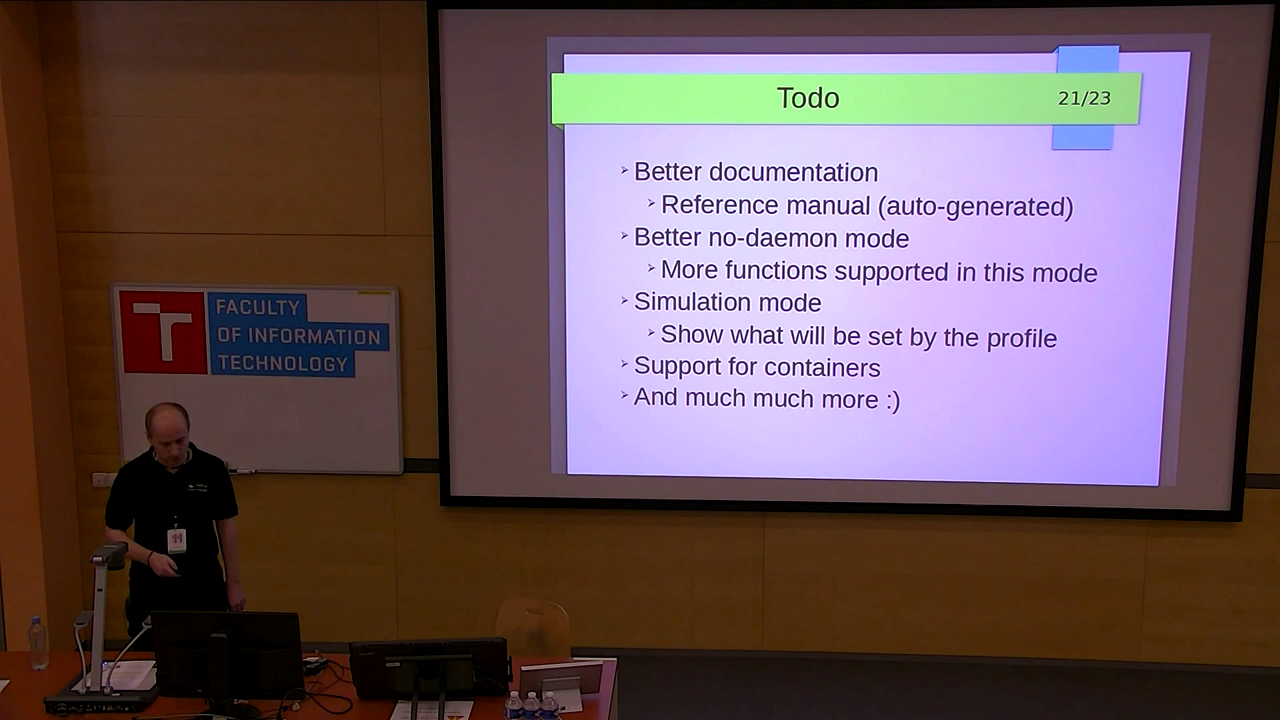 Todo
21/23
➢ Better documentation
➢ Reference manual (auto-generated)
➢ Better no-daemon mode
➢ More functions supported in this mode
➢ Simulation mode
➢ Show what will be set by the profile
➢ Support for containers
➢ And much much more :)
FACULTY
OF INFORMATION
TECHNOLOGY